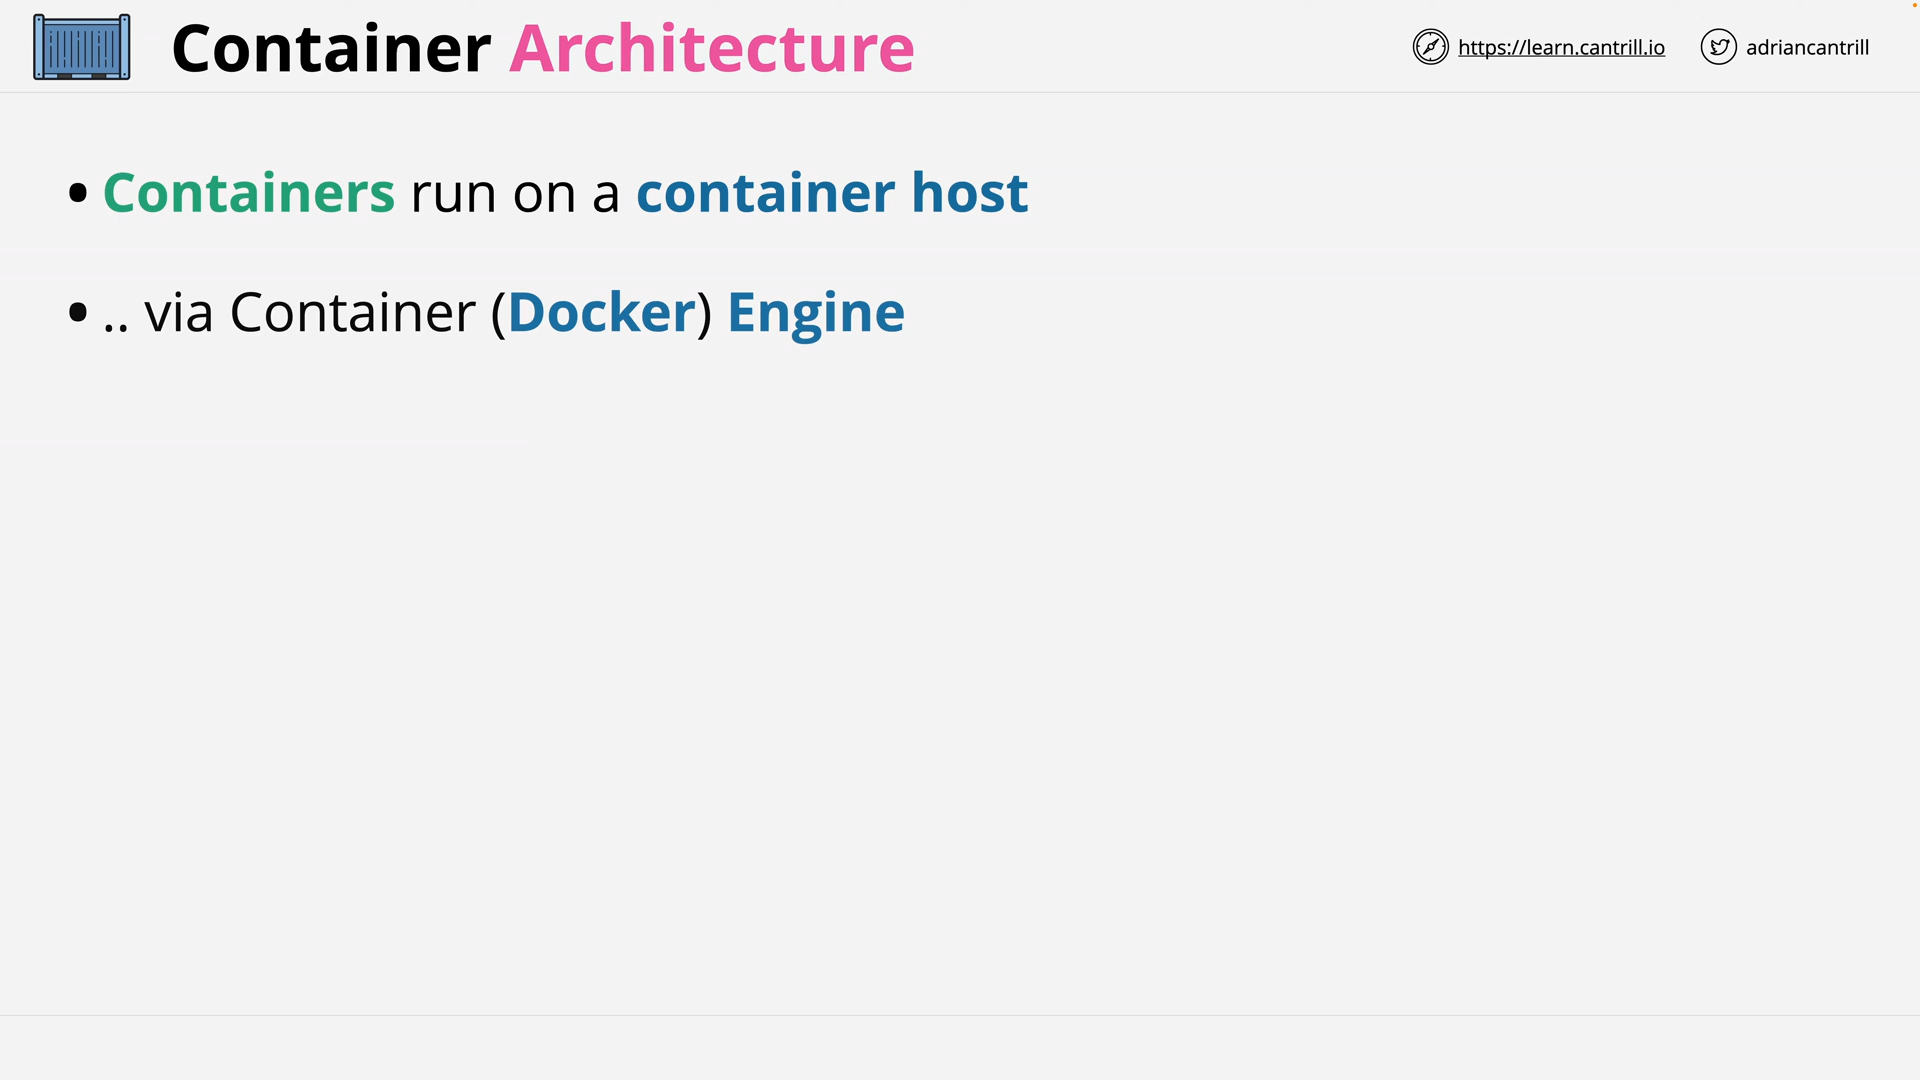 Container Architecture
https://learn.cantrill.io
adriancantrill
• Containers run on a container host
• .. via Container (Docker) Engine